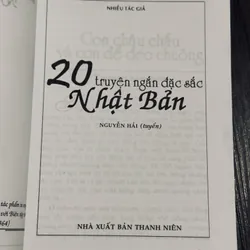 NHIỀU TÁC GIẢ
20 truyện ngắn đặc sắc
Nhật Bản
NGUYỄN HẢI (tuyển)
NHÀ XUẤT BẢN THANH NIÊN